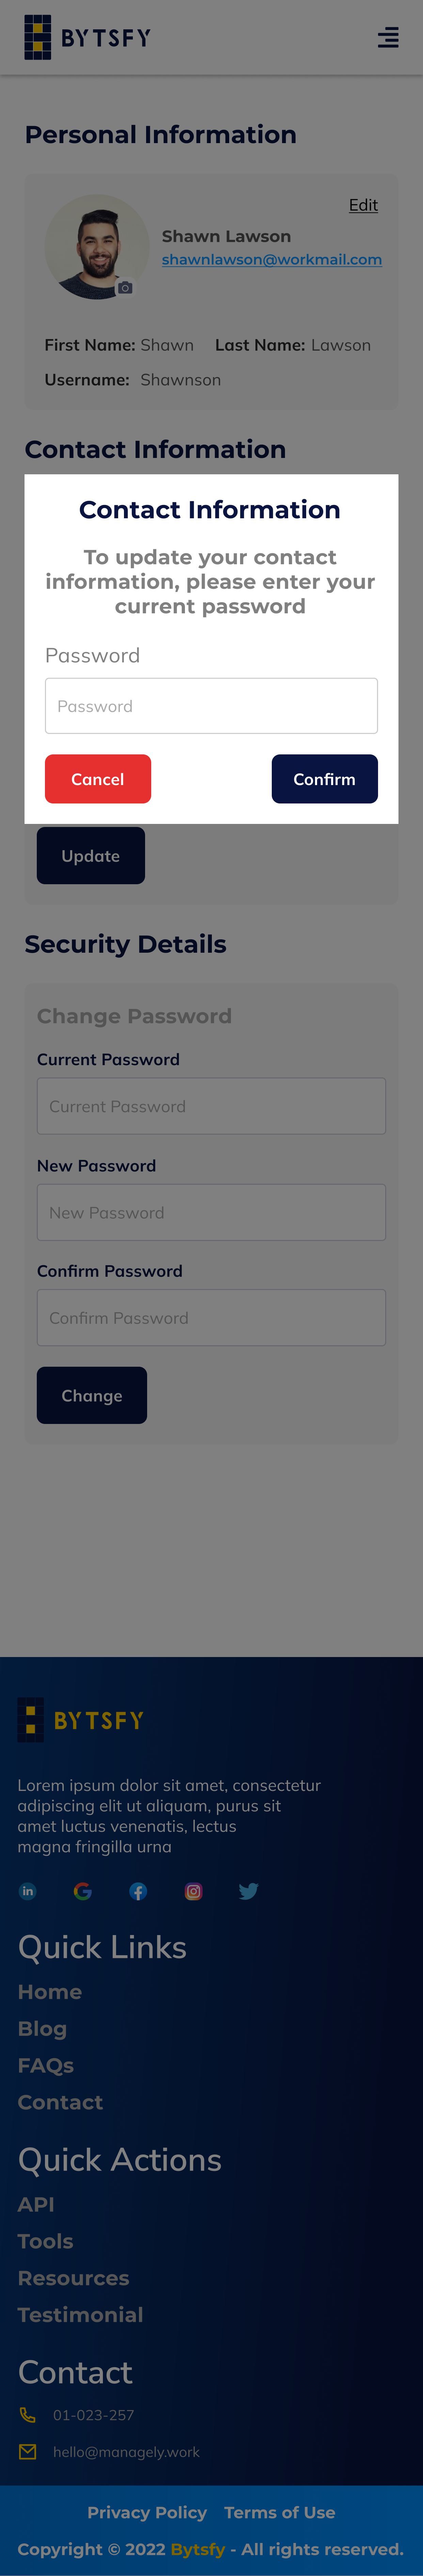 BYTSFY
Personal Information
Edit
Shawn Lawson
shawnlawson@workmail.com
First Name: Shawn Last Name: Lawson
Username: Shawnson
Contact Information
Contact Information
To update your contact
information, please enter your
current password
Password
Password
Cancel Confirm
Update
Security Details
Change Password
Current Password
Current Password
New Password
New Password
Confirm Password
Confirm Password
Change
BYTSFY
Lorem ipsum dolor sit amet, consectetur
adipiscing elit ut aliquam, purus sit
amet luctus venenatis, lectus
magna fringilla urna
Quick Links
Home
Blog
FAQs
Contact
Quick Actions
API
Tools
Resources
Testimonial
Contact
01-023-257
hello@managely.work
Privacy Policy Terms of Use
Copyright © 2022 Bytsfy - All rights reserved.